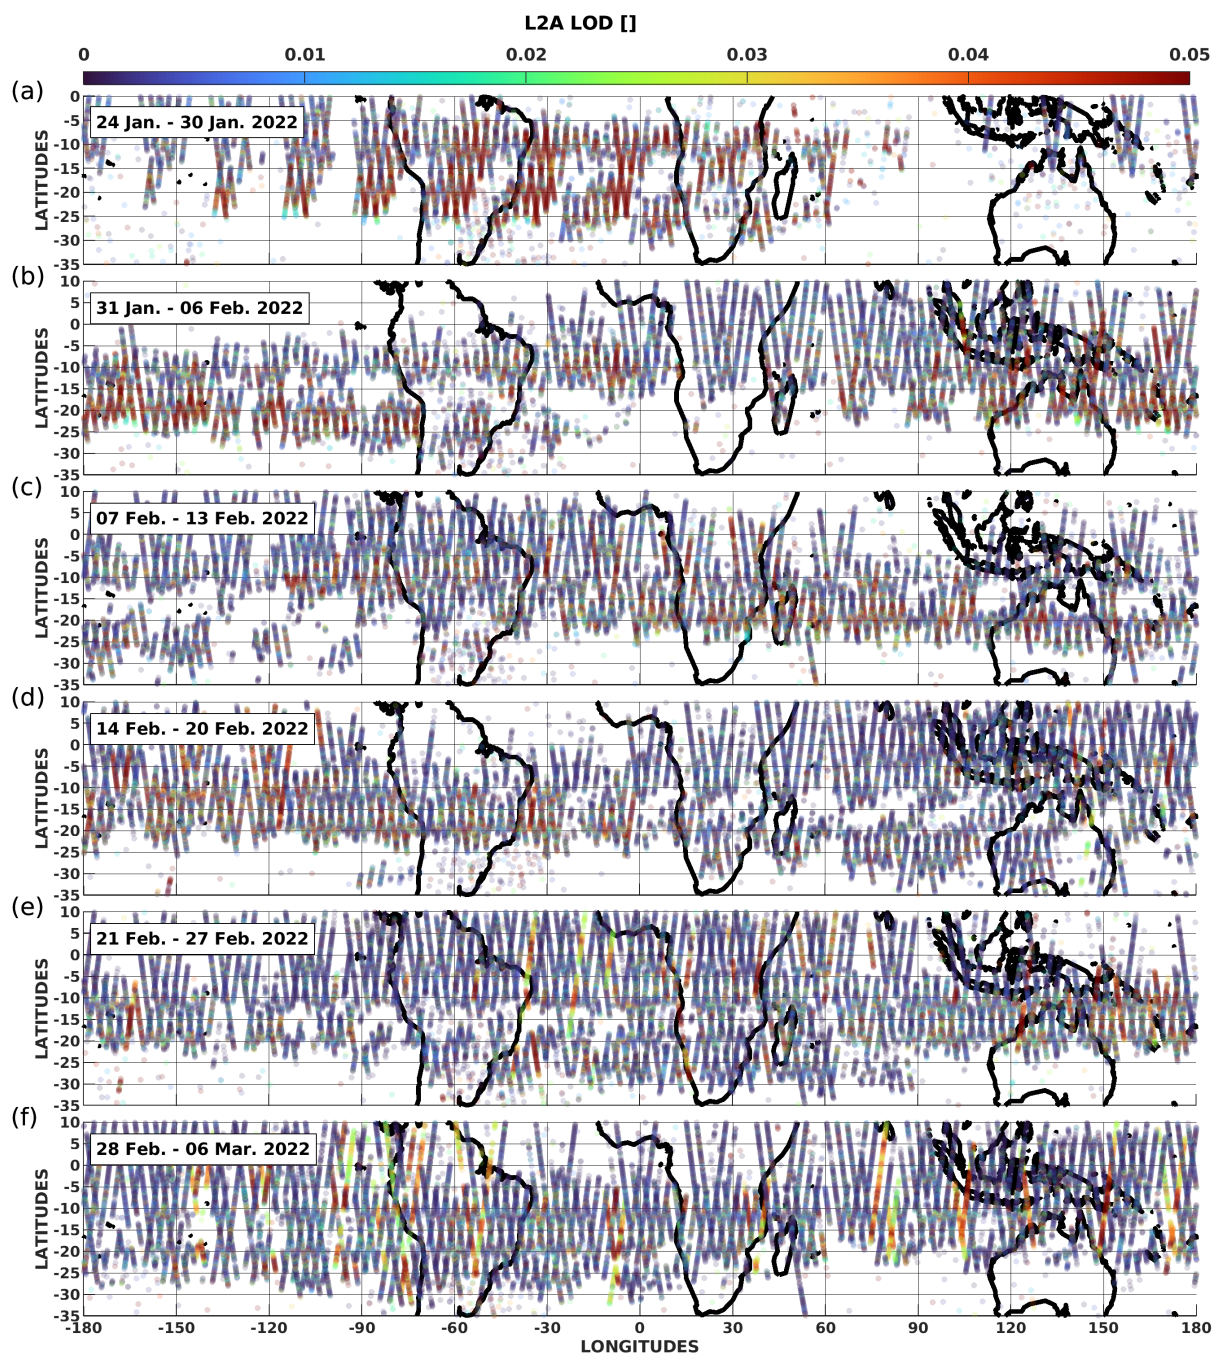 L2A LOD []
0 0.01 0.02 0.03 0.04 0.05
(a)
24 Jan. - 30 Jan. 2022
LATITUDES
0
-5
-10
-15
-20
-25
-30
-35
(b)
31 Jan. - 06 Feb. 2022
LATITUDES
10
5
0
-5
-10
-15
-20
-25
-30
-35
(c)
07 Feb. - 13 Feb. 2022
LATITUDES
10
5
0
-5
-10
-15
-20
-25
-30
-35
(d)
14 Feb. - 20 Feb. 2022
LATITUDES
10
5
0
-5
-10
-15
-20
-25
-30
-35
(e)
21 Feb. - 27 Feb. 2022
LATITUDES
10
5
0
-5
-10
-15
-20
-25
-30
-35
(f)
28 Feb. - 06 Mar. 2022
LATITUDES
10
5
0
-5
-10
-15
-20
-25
-30
-35
-180 -150 -120 -90 -60 -30 0 30 60 90 120 150 180
LONGITUDES